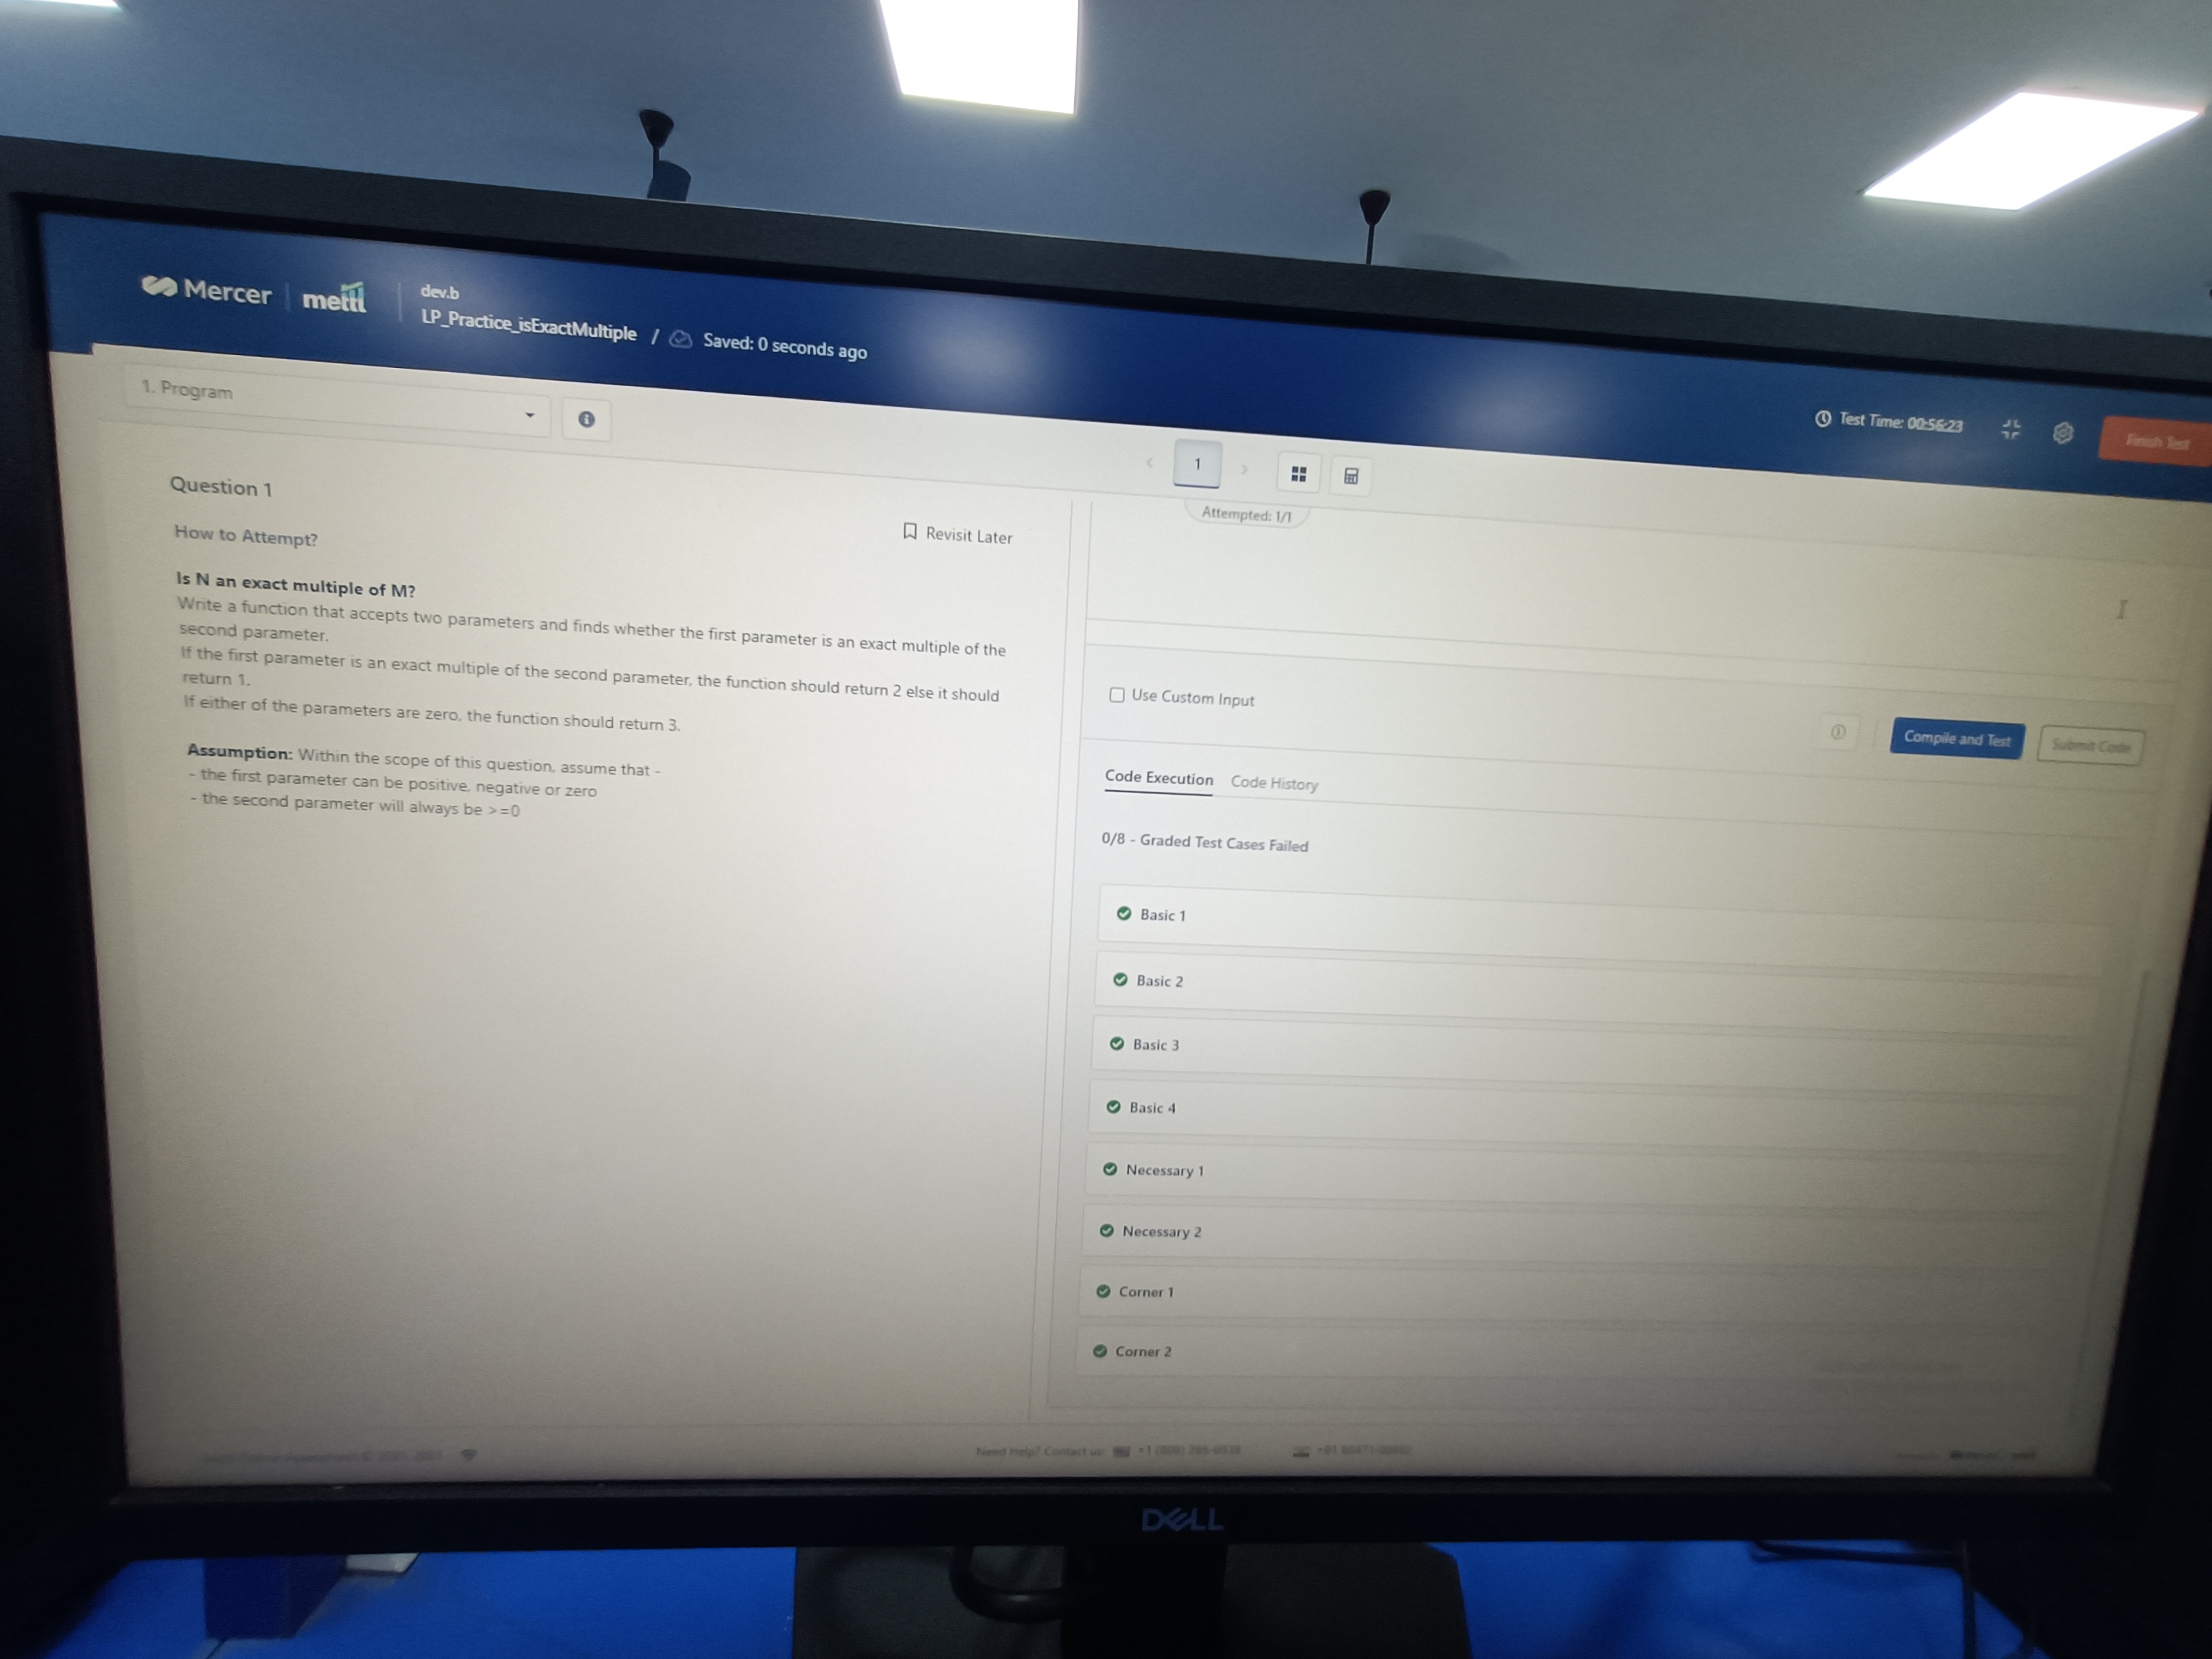 Mercer | mettl
dev.b
LP_Practice_isExactMultiple / Saved: 0 seconds ago
1. Program
Test Time: 00:56:23
Finish Test
1
Attempted: 1/1
Question 1
Revisit Later
How to Attempt?
Is N an exact multiple of M?
Write a function that accepts two parameters and finds whether the first parameter is an exact multiple of the
second parameter.
If the first parameter is an exact multiple of the second parameter, the function should return 2 else it should
return 1.
If either of the parameters are zero, the function should return 3.
Assumption: Within the scope of this question, assume that -
- the first parameter can be positive, negative or zero
- the second parameter will always be >=0
Use Custom Input
Compile and Test
Submit Code
Code Execution
Code History
0/8 - Graded Test Cases Failed
Basic 1
Basic 2
Basic 3
Basic 4
Necessary 1
Necessary 2
Corner 1
Corner 2
Need Help? Contact us:
DELL